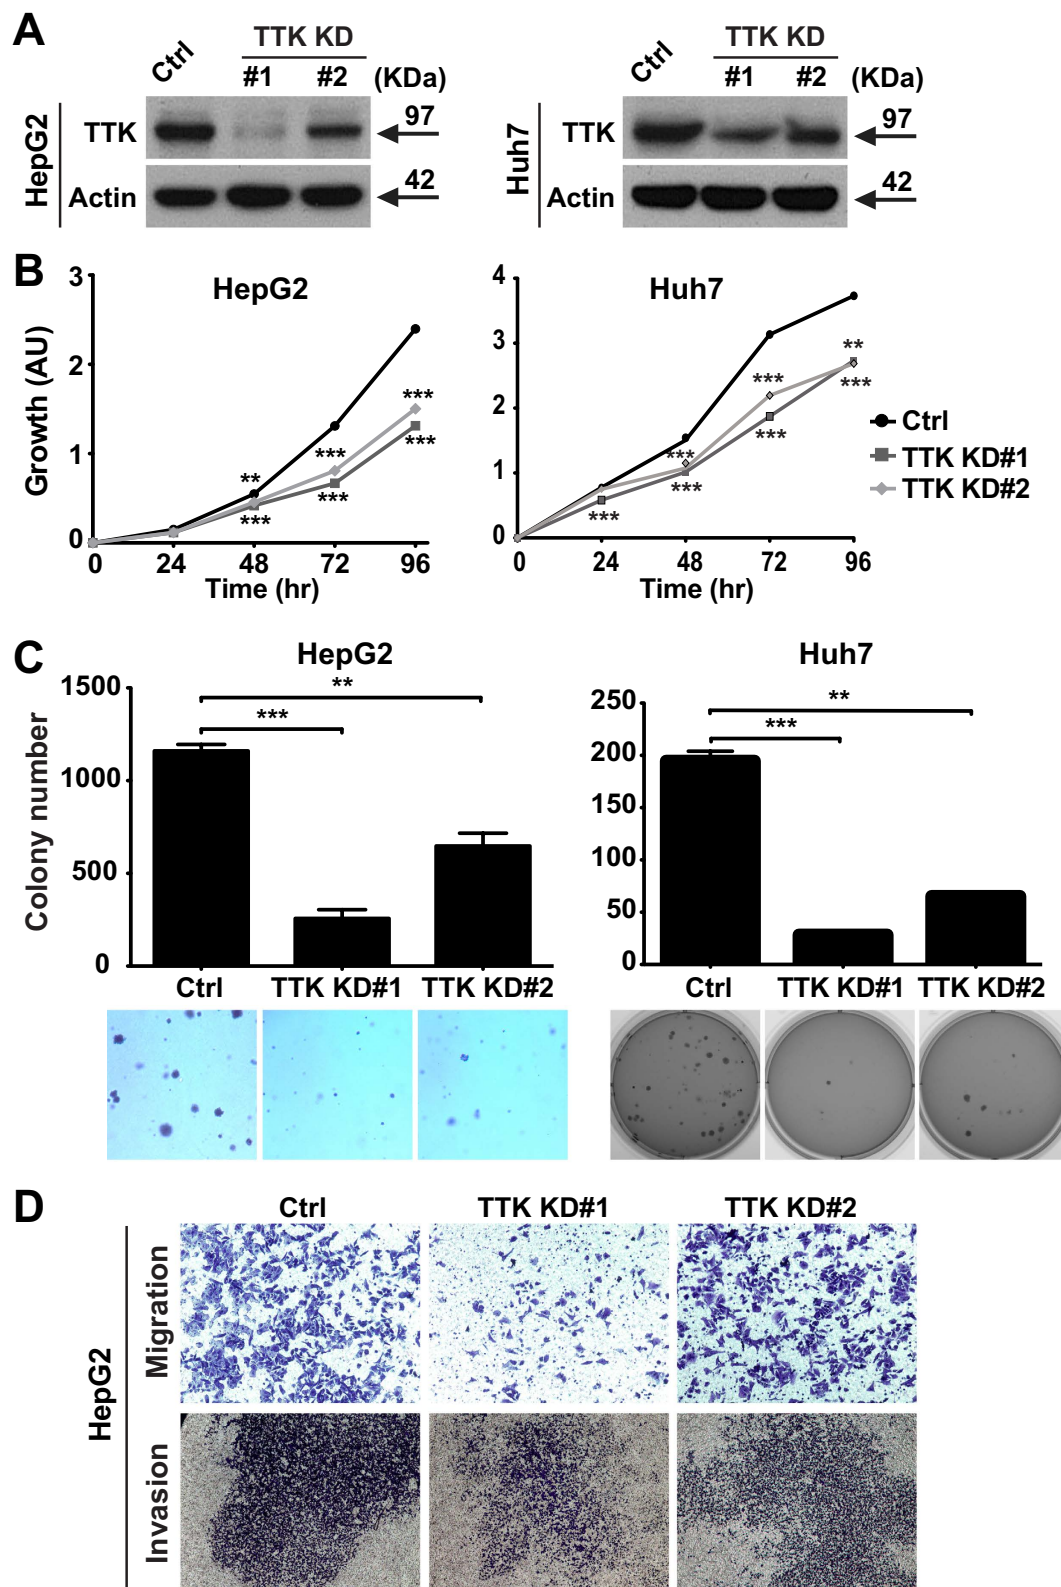 A
Ctrl
TTK KD
#1 #2 (KDa)
HepG2
TTK
97
Actin
42
Ctrl
TTK KD
#1 #2 (KDa)
Huh7
TTK
97
Actin
42
B
HepG2
Growth (AU)
3
2
1
0
**
***
***
***
***
***
0 24 48 72 96
Time (hr)
Huh7
4
3
2
1
0
***
***
***
***
***
**
***
0 24 48 72 96
Time (hr)
Ctrl
TTK KD#1
TTK KD#2
C
HepG2
Colony number
1500
1000
500
0
**
***
Ctrl TTK KD#1 TTK KD#2
Huh7
250
200
150
100
50
0
**
***
Ctrl TTK KD#1 TTK KD#2
D
Ctrl TTK KD#1 TTK KD#2
HepG2
Migration
Invasion